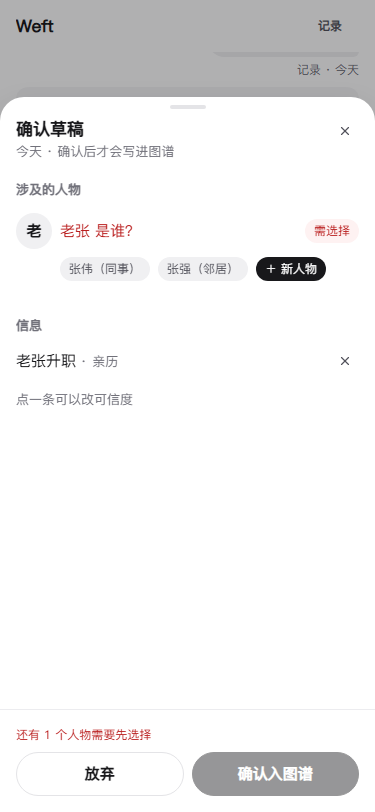 Weft
记录
记录 · 今天
确认草稿
×
今天 · 确认后才会写进图谱
涉及的人物
老
老张 是谁?
需选择
张伟（同事）
张强（邻居）
＋ 新人物
信息
老张升职 · 亲历
×
点一条可以改可信度
还有 1 个人物需要先选择
放弃
确认入图谱